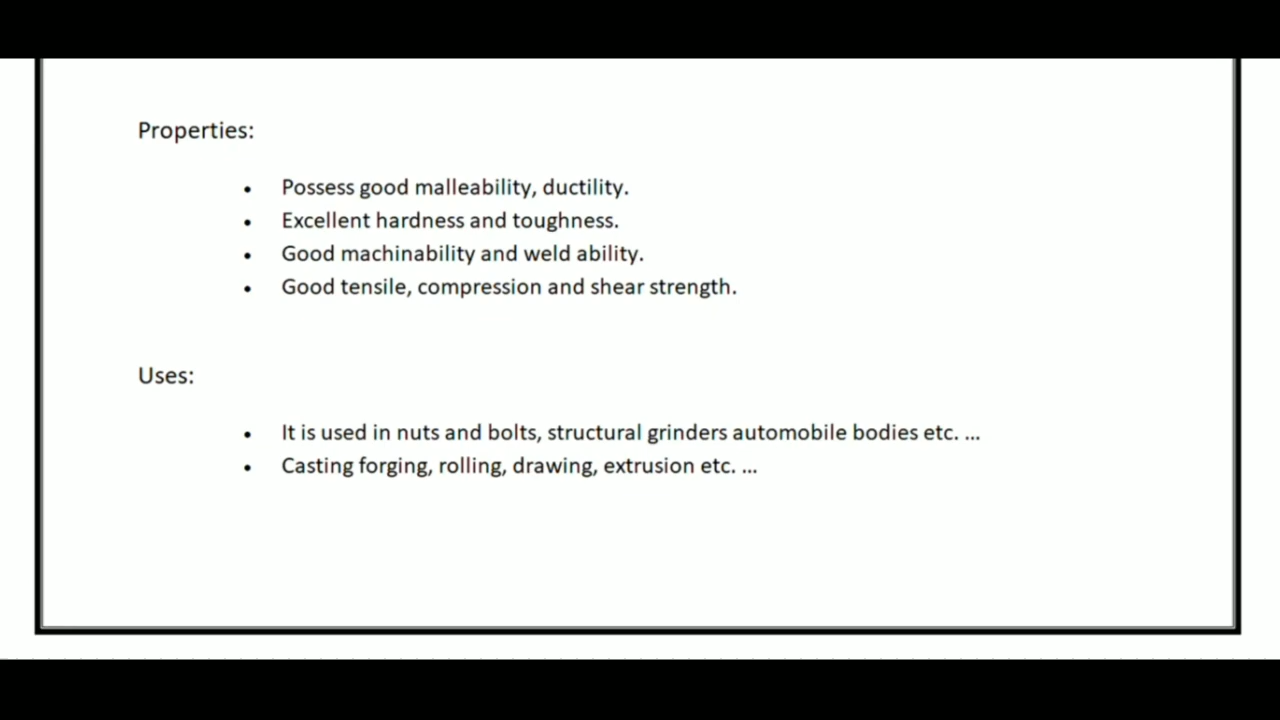 Properties:
• Possess good malleability, ductility.
• Excellent hardness and toughness.
• Good machinability and weld ability.
• Good tensile, compression and shear strength.
Uses:
• It is used in nuts and bolts, structural grinders automobile bodies etc. ...
• Casting forging, rolling, drawing, extrusion etc. ...